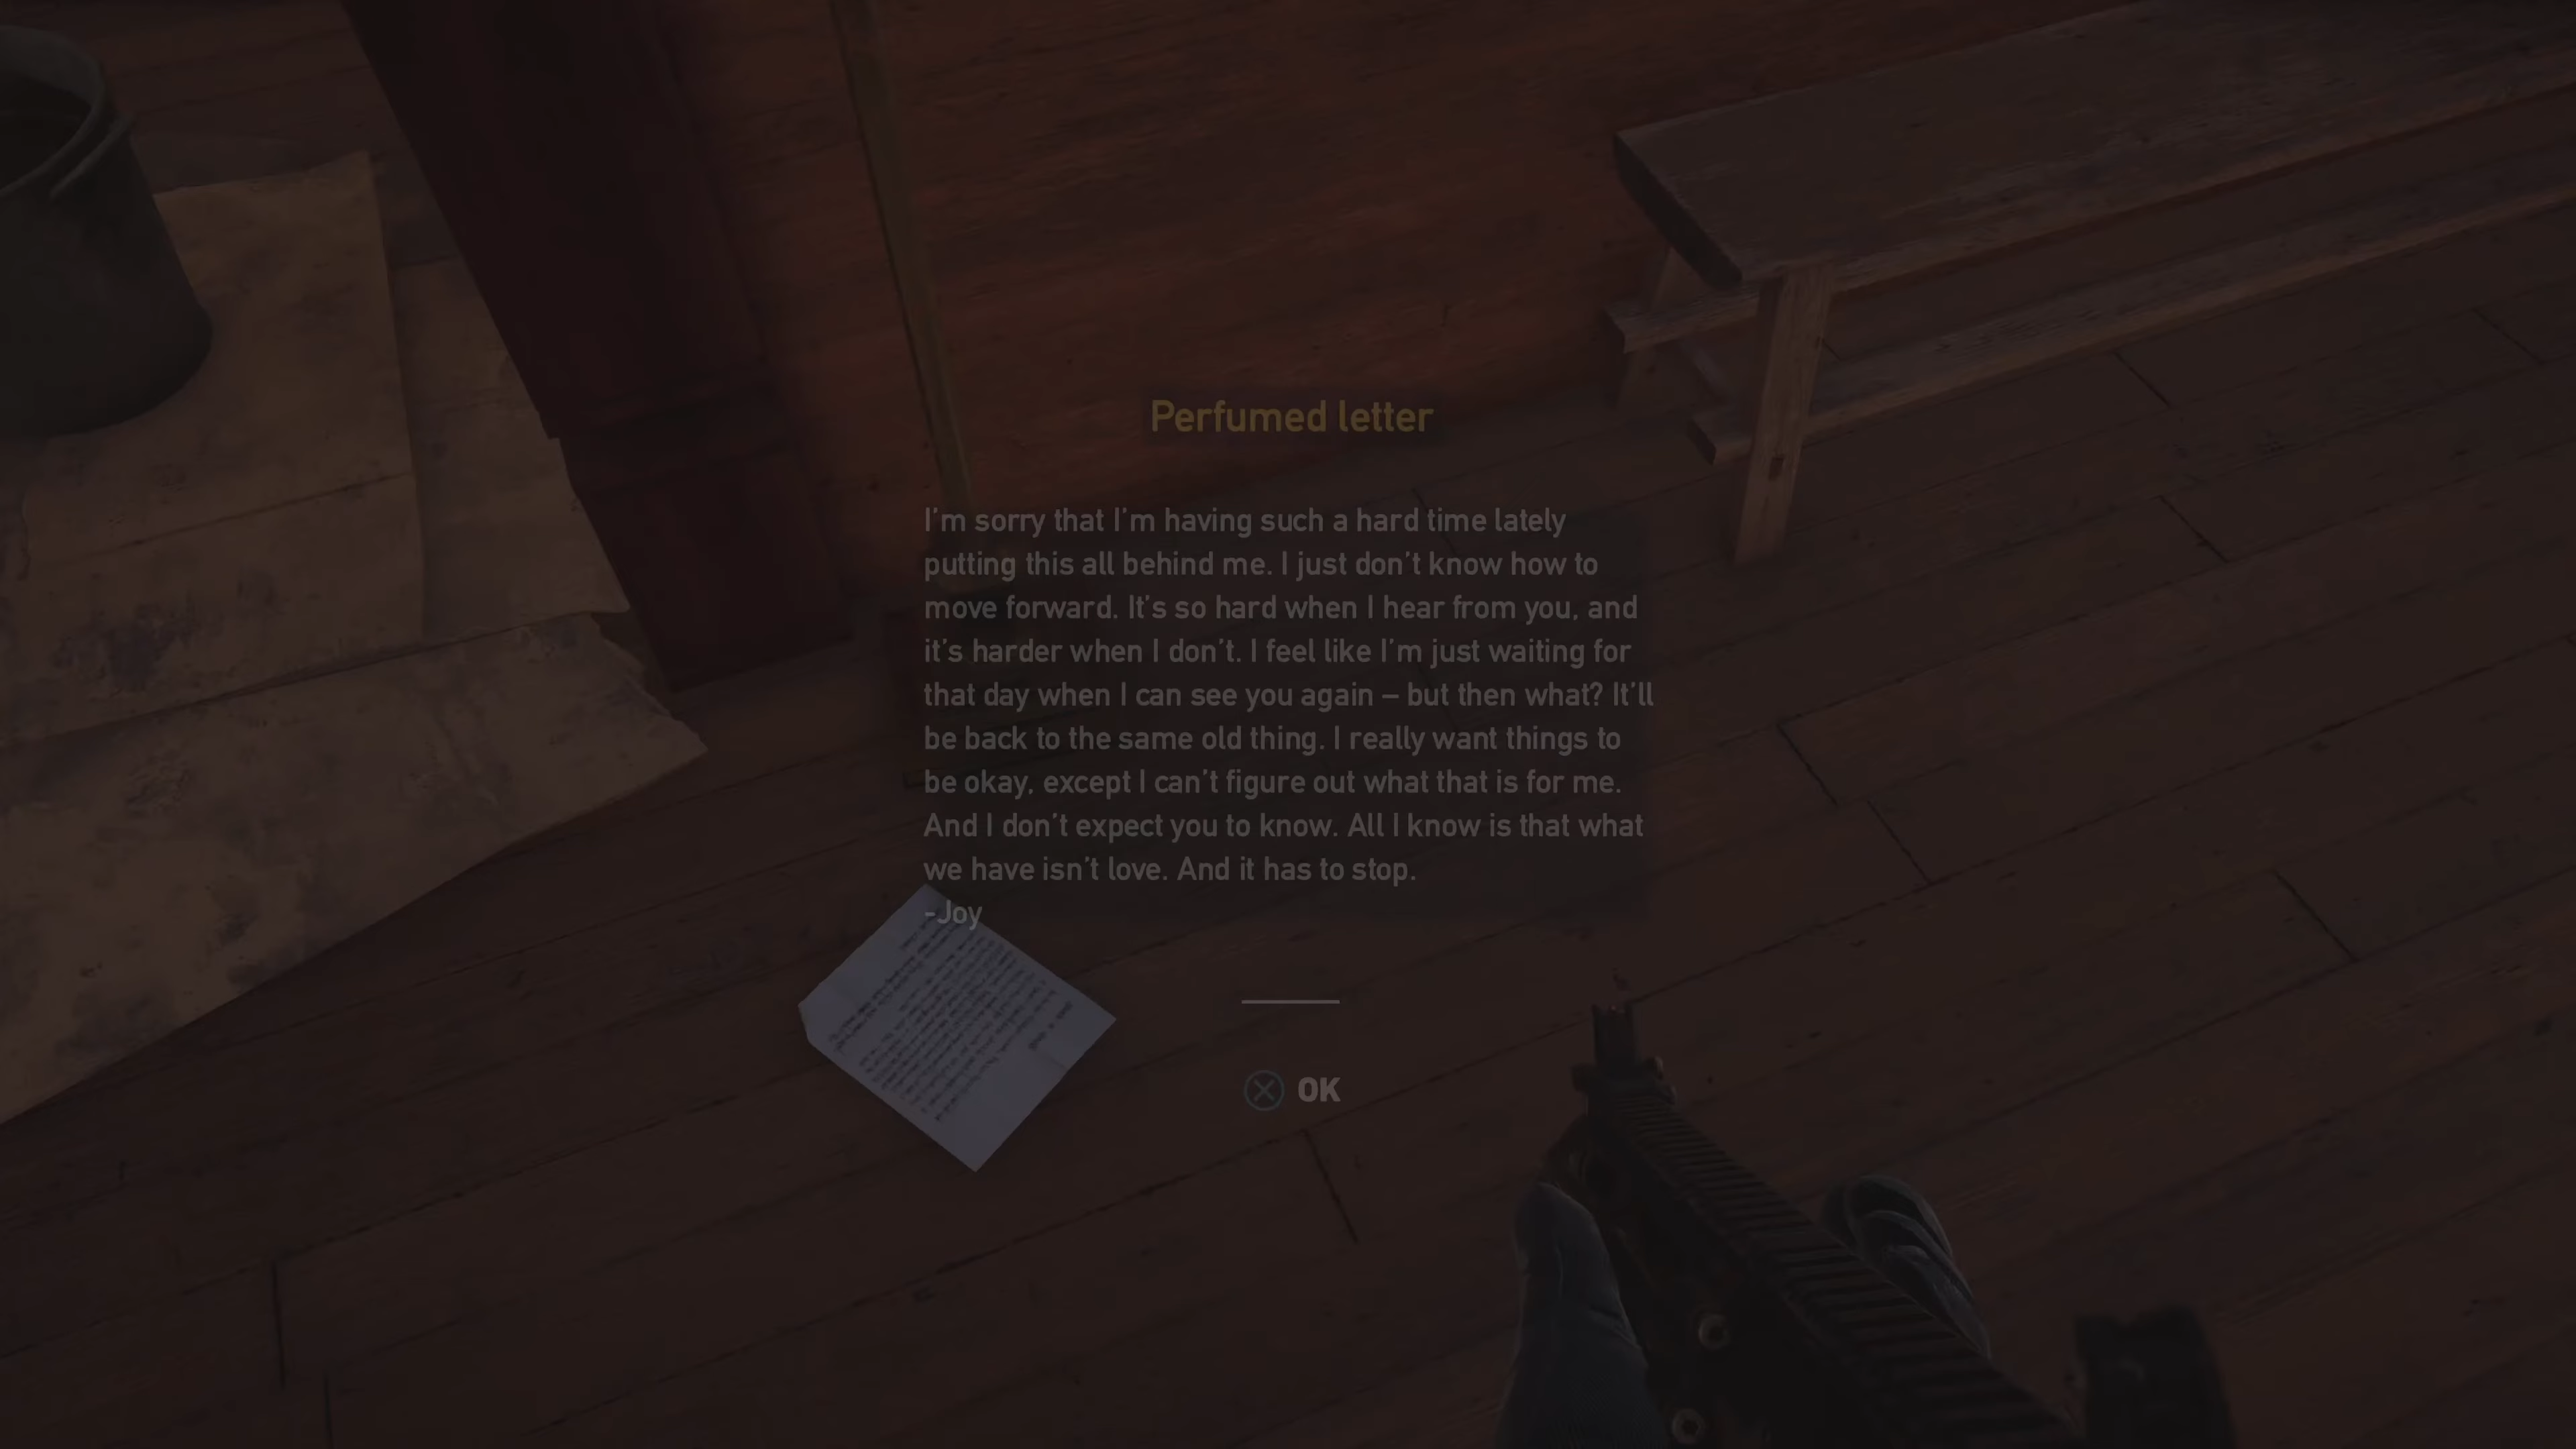 Perfumed letter
I'm sorry that I'm having such a hard time lately
putting this all behind me. I just don't know how to
move forward. It's so hard when I hear from you, and
it's harder when I don't. I feel like I'm just waiting for
that day when I can see you again – but then what? It'll
be back to the same old thing. I really want things to
be okay, except I can't figure out what that is for me.
And I don't expect you to know. All I know is that what
we have isn't love. And it has to stop.
-Joy
OK